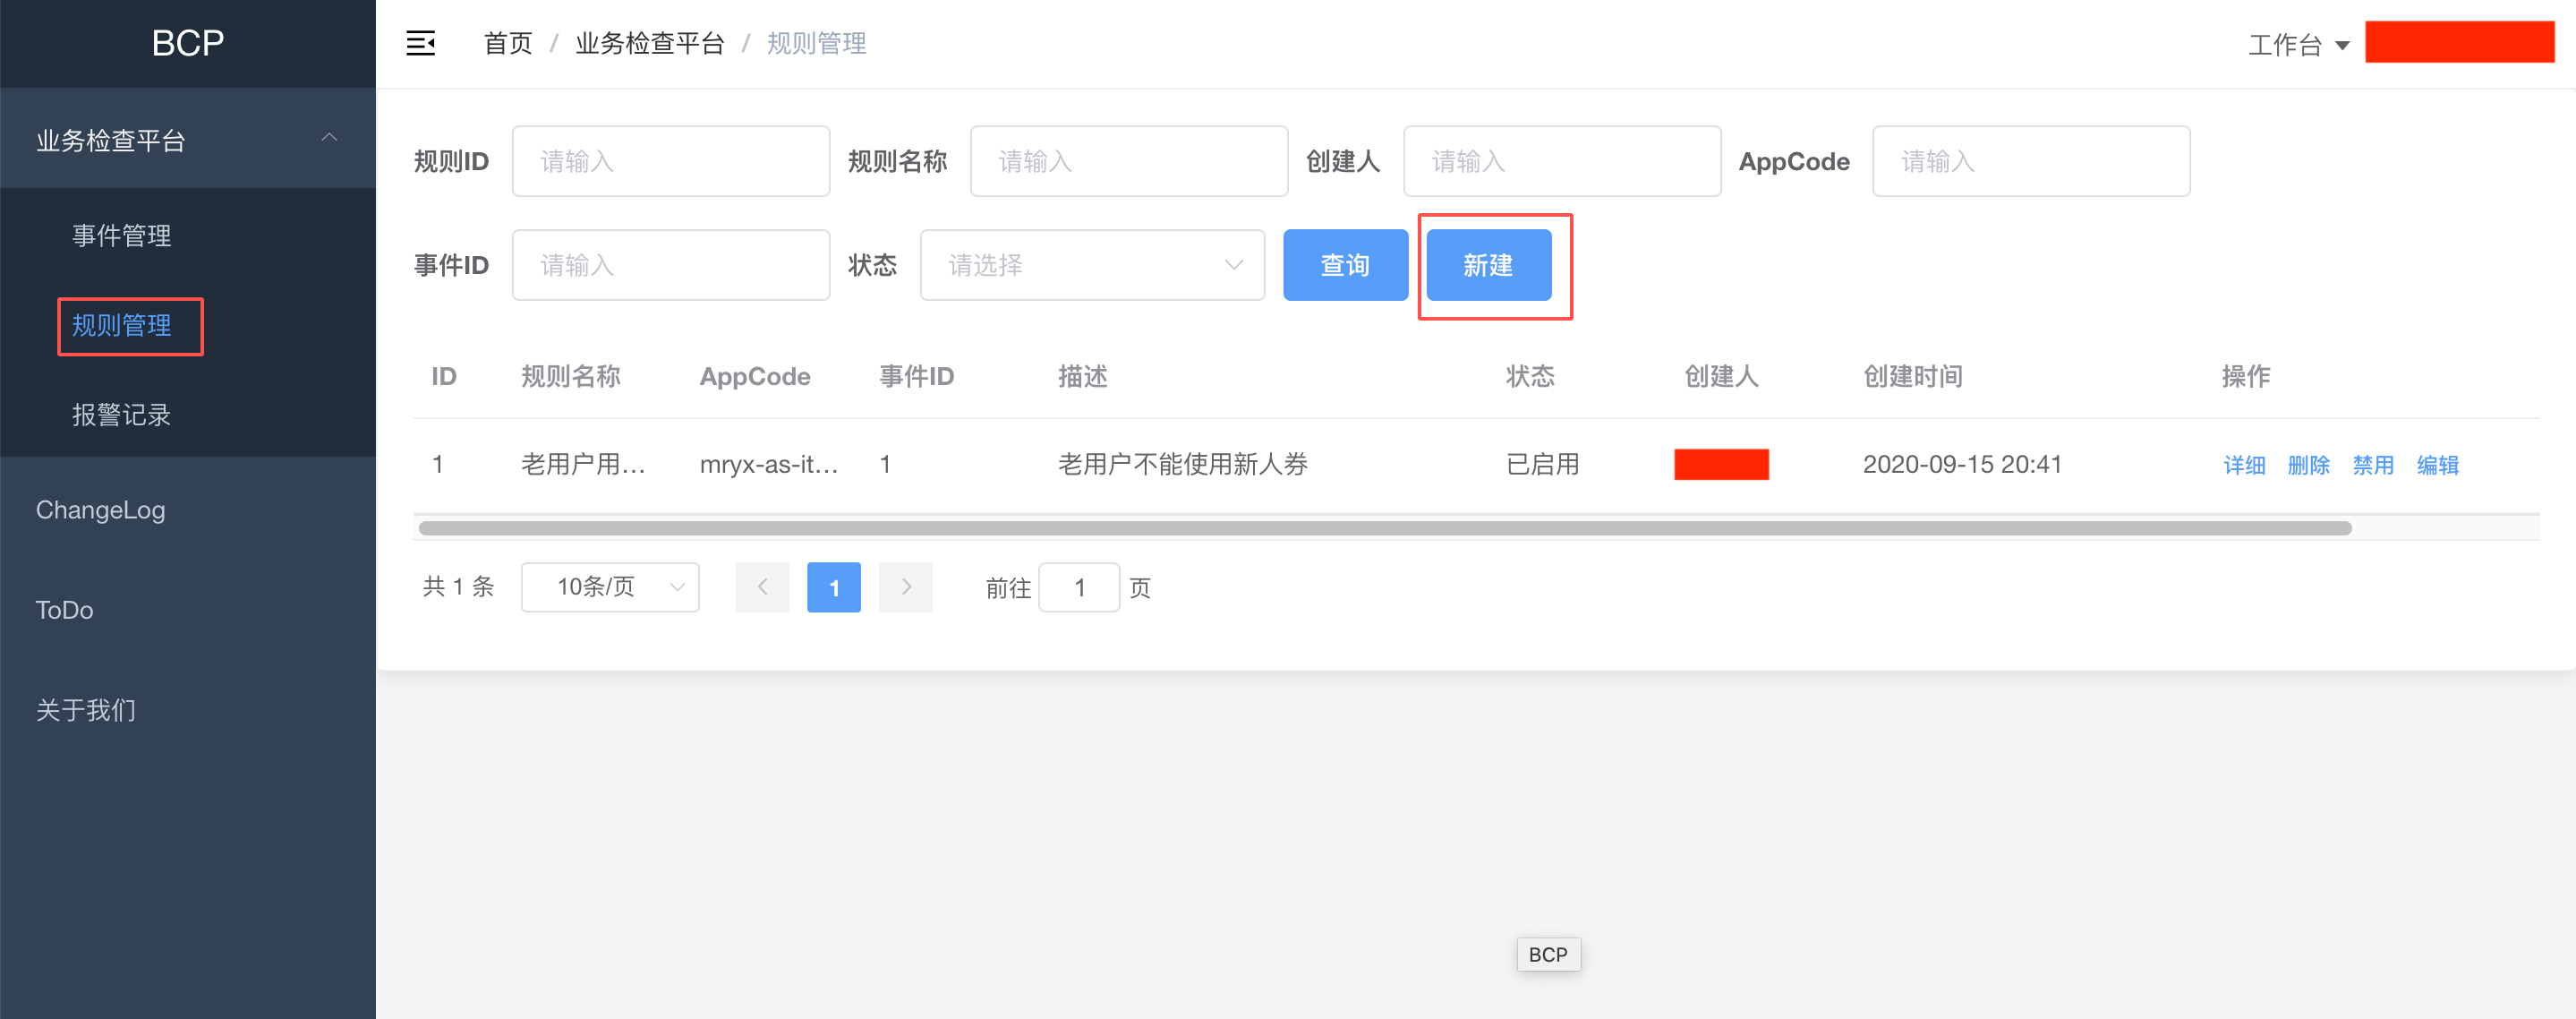 BCP
首页 / 业务检查平台 / 规则管理
工作台
业务检查平台
事件管理
规则管理
报警记录
ChangeLog
ToDo
关于我们
规则ID 请输入 规则名称 请输入 创建人 请输入 AppCode 请输入
事件ID 请输入 状态 请选择 查询 新建
ID 规则名称 AppCode 事件ID 描述 状态 创建人 创建时间 操作
1 老用户用... mryx-as-it... 1 老用户不能使用新人券 已启用 2020-09-15 20:41 详细 删除 禁用 编辑
共 1 条 10条/页 1 前往 1 页
BCP